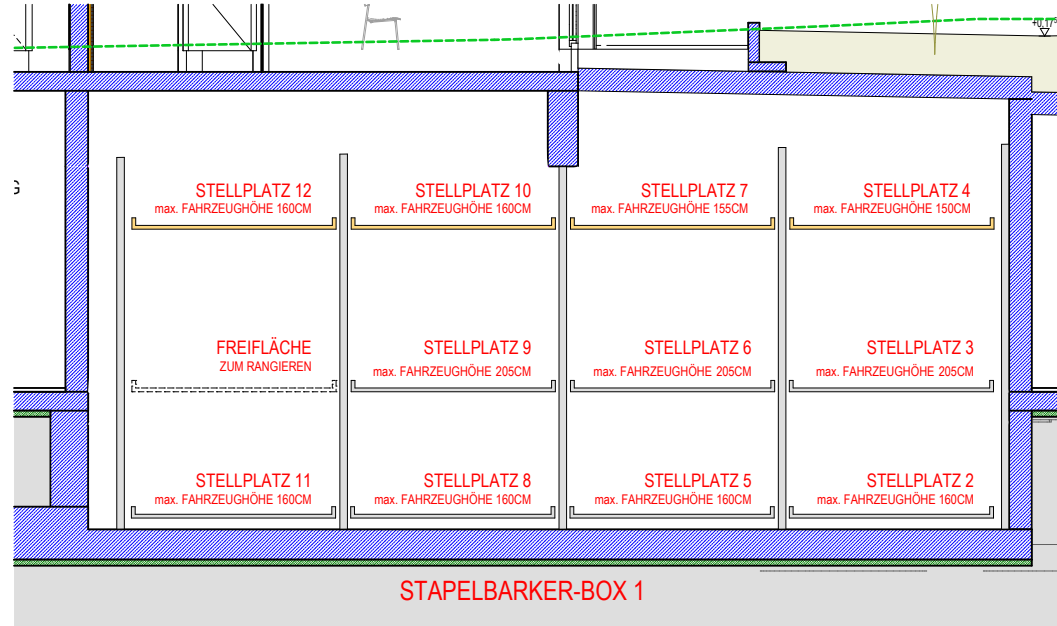 +0,17⁵
G
STELLPLATZ 12
max. FAHRZEUGHÖHE 160CM
STELLPLATZ 10
max. FAHRZEUGHÖHE 160CM
STELLPLATZ 7
max. FAHRZEUGHÖHE 155CM
STELLPLATZ 4
max. FAHRZEUGHÖHE 150CM
FREIFLÄCHE
ZUM RANGIEREN
STELLPLATZ 9
max. FAHRZEUGHÖHE 205CM
STELLPLATZ 6
max. FAHRZEUGHÖHE 205CM
STELLPLATZ 3
max. FAHRZEUGHÖHE 205CM
STELLPLATZ 11
max. FAHRZEUGHÖHE 160CM
STELLPLATZ 8
max. FAHRZEUGHÖHE 160CM
STELLPLATZ 5
max. FAHRZEUGHÖHE 160CM
STELLPLATZ 2
max. FAHRZEUGHÖHE 160CM
STAPELBARKER-BOX 1